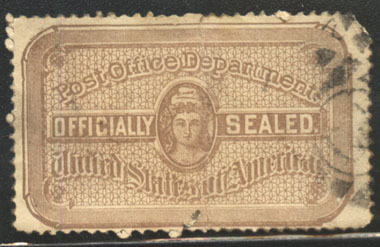 Post Office Department.
OFFICIALLY SEALED.
United States of America.